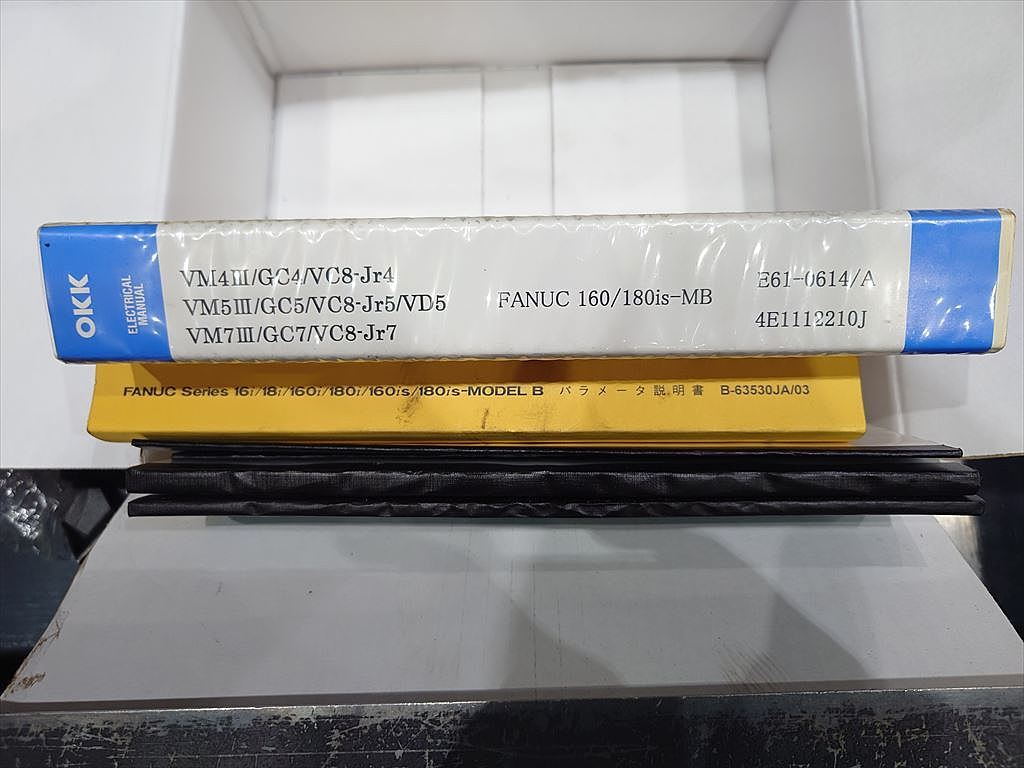 OKK
ELECTRICAL
MANUAL
VM4Ⅲ/GC4/VC8-Jr4
VM5Ⅲ/GC5/VC8-Jr5/VD5
VM7Ⅲ/GC7/VC8-Jr7
FANUC 160/180is-MB
E61-0614/A
4E1112210J
FANUC Series 16i/18i/160i/180i/160is/180is-MODEL B パラメータ説明書 B-63530JA/03